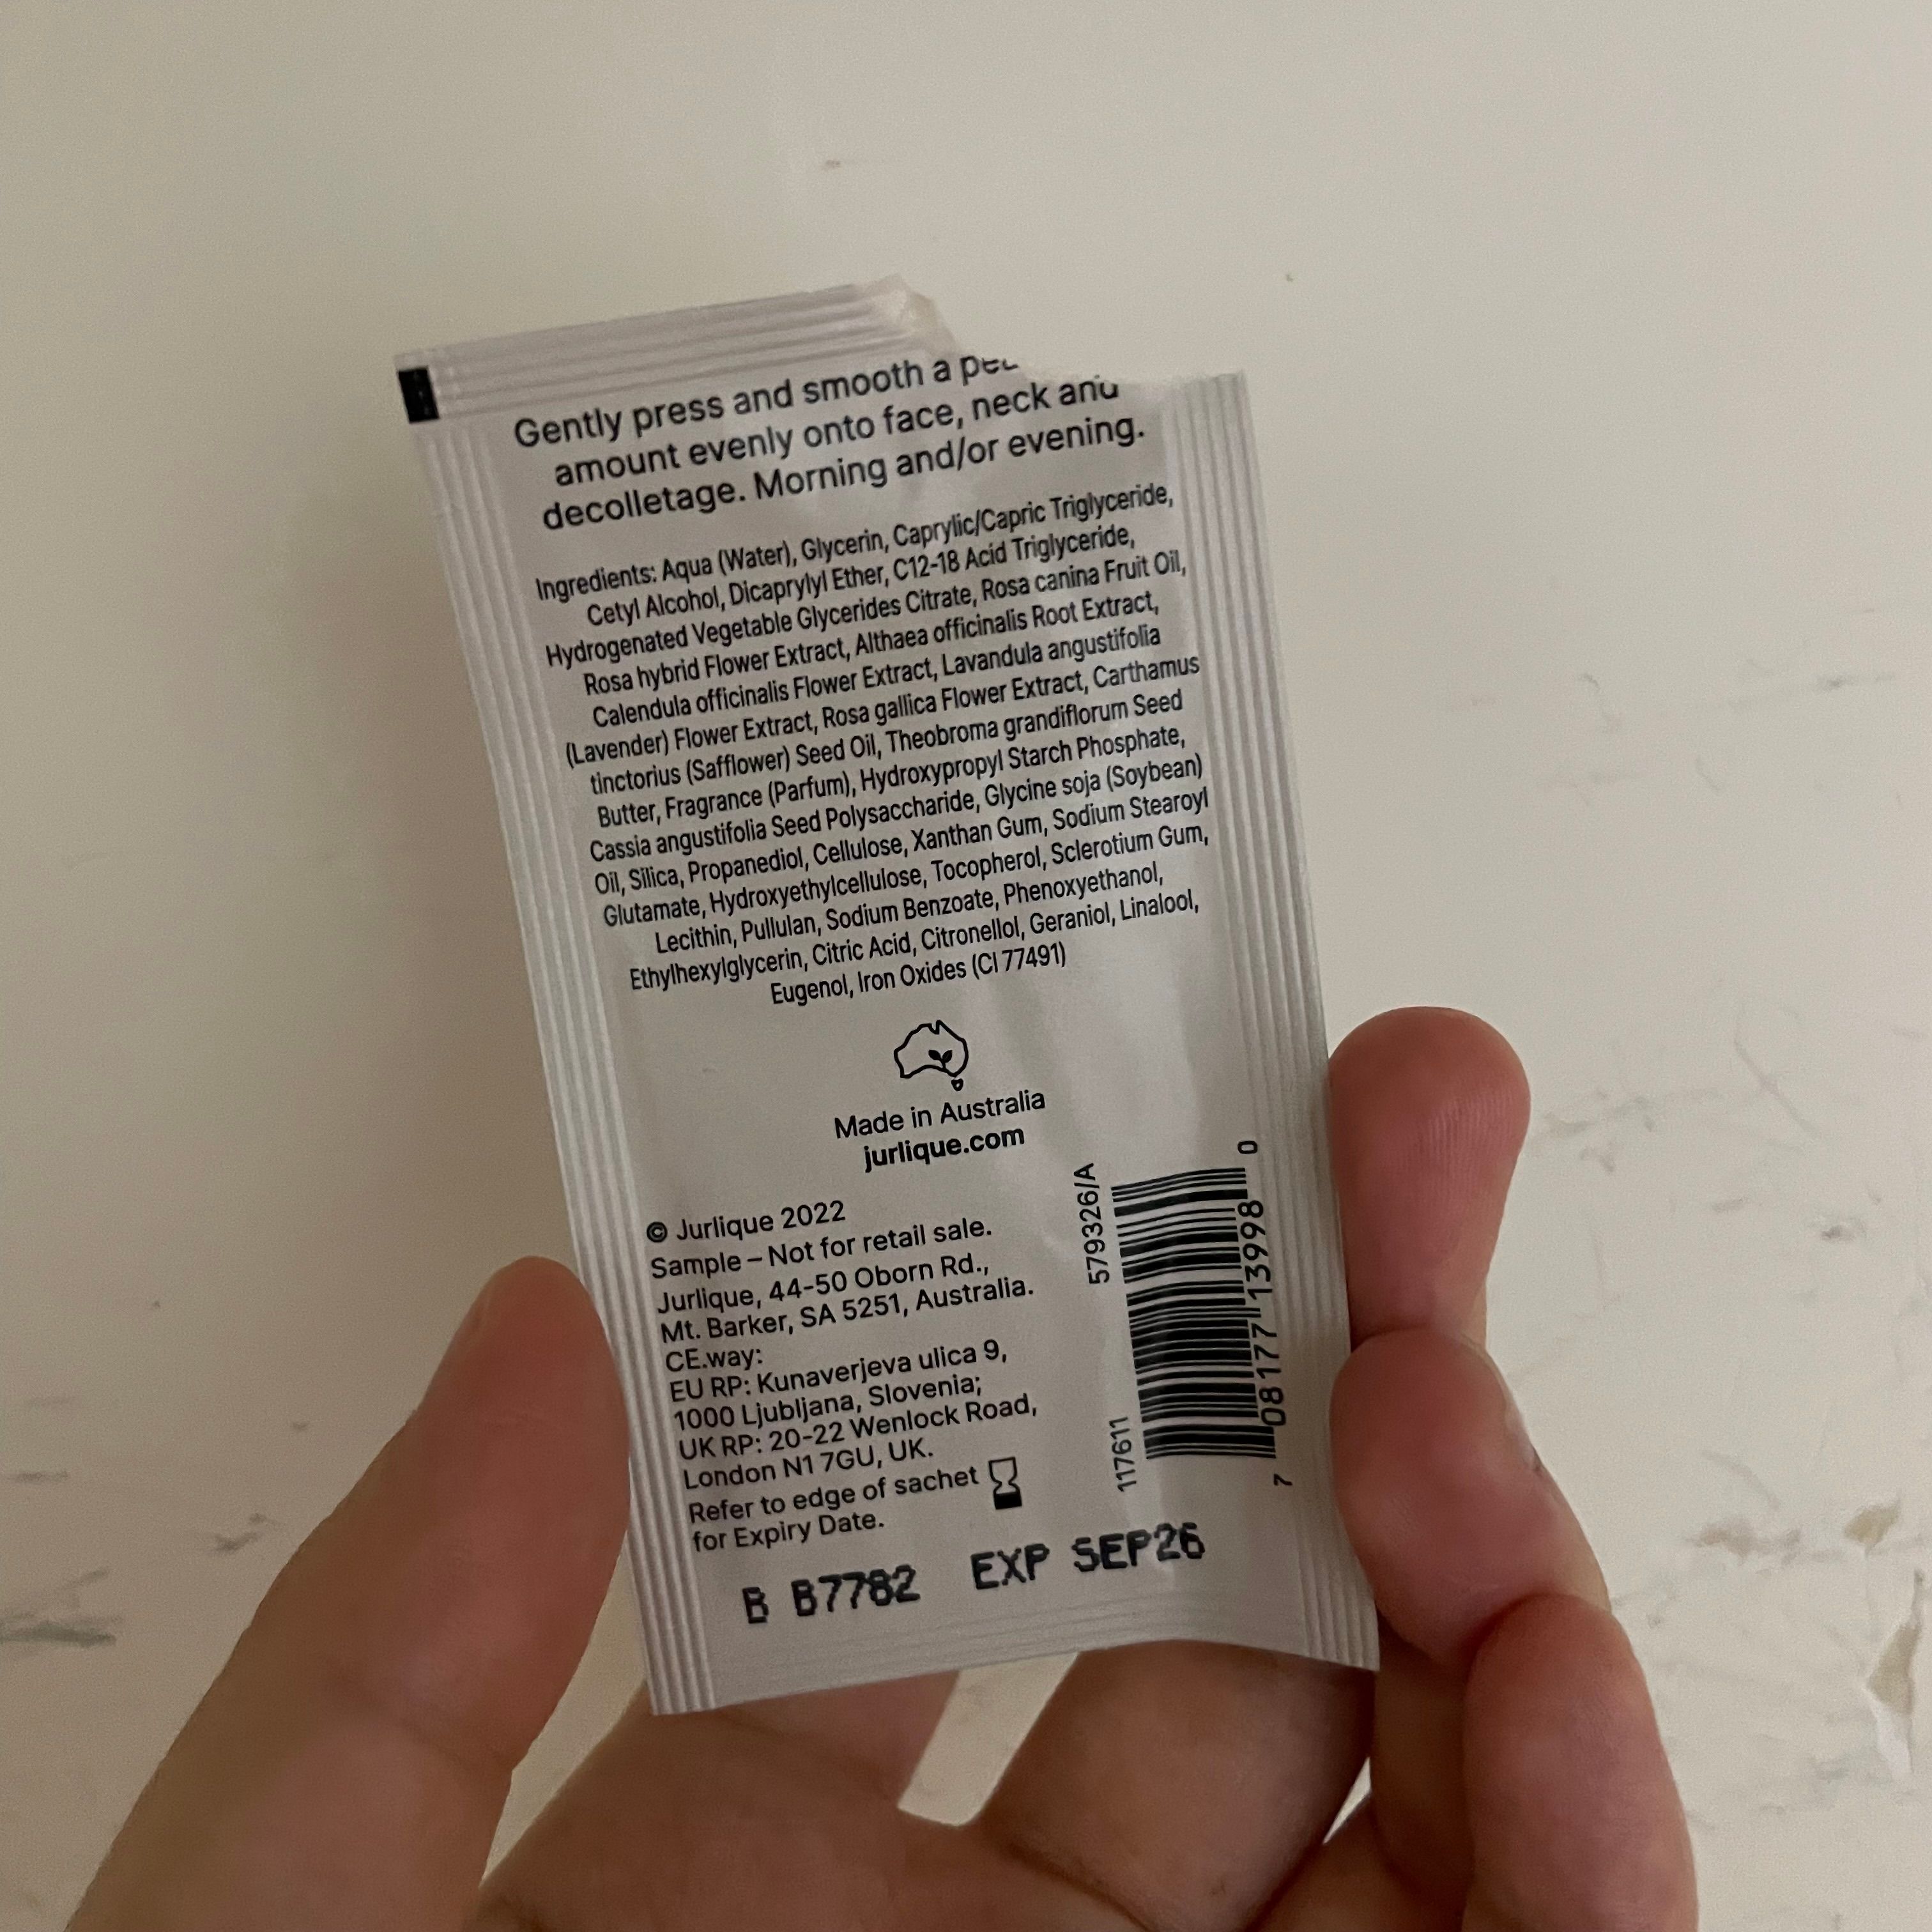 Gently press and smooth a
amount evenly onto face, neck and
decolletage. Morning and/or evening.
Ingredients: Aqua (Water), Glycerin, Caprylic/Capric Triglyceride,
Cetyl Alcohol, Dicaprylyl Ether, C12-18 Acid Triglyceride,
Hydrogenated Vegetable Glycerides Citrate, Rosa canina Fruit Oil,
Rosa hybrid Flower Extract, Althaea officinalis Root Extract,
Calendula officinalis Flower Extract, Lavandula angustifolia
(Lavender) Flower Extract, Rosa gallica Flower Extract, Carthamus
tinctorius (Safflower) Seed Oil, Theobroma grandiflorum Seed
Butter, Fragrance (Parfum), Hydroxypropyl Starch Phosphate,
Cassia angustifolia Seed Polysaccharide, Glycine soja (Soybean)
Oil, Silica, Propanediol, Cellulose, Xanthan Gum, Sodium Stearoyl
Glutamate, Hydroxyethylcellulose, Tocopherol, Sclerotium Gum,
Lecithin, Pullulan, Sodium Benzoate, Phenoxyethanol,
Ethylhexylglycerin, Citric Acid, Citronellol, Geraniol, Linalool,
Eugenol, Iron Oxides (CI 77491)
Made in Australia
jurlique.com
© Jurlique 2022
Sample – Not for retail sale.
Jurlique, 44-50 Oborn Rd.,
Mt. Barker, SA 5251, Australia.
CE.way:
EU RP: Kunaverjeva ulica 9,
1000 Ljubljana, Slovenia;
UK RP: 20-22 Wenlock Road,
London N1 7GU, UK.
Refer to edge of sachet
for Expiry Date.
579326/A
117611
7 08177 13998 0
B B7782 EXP SEP26